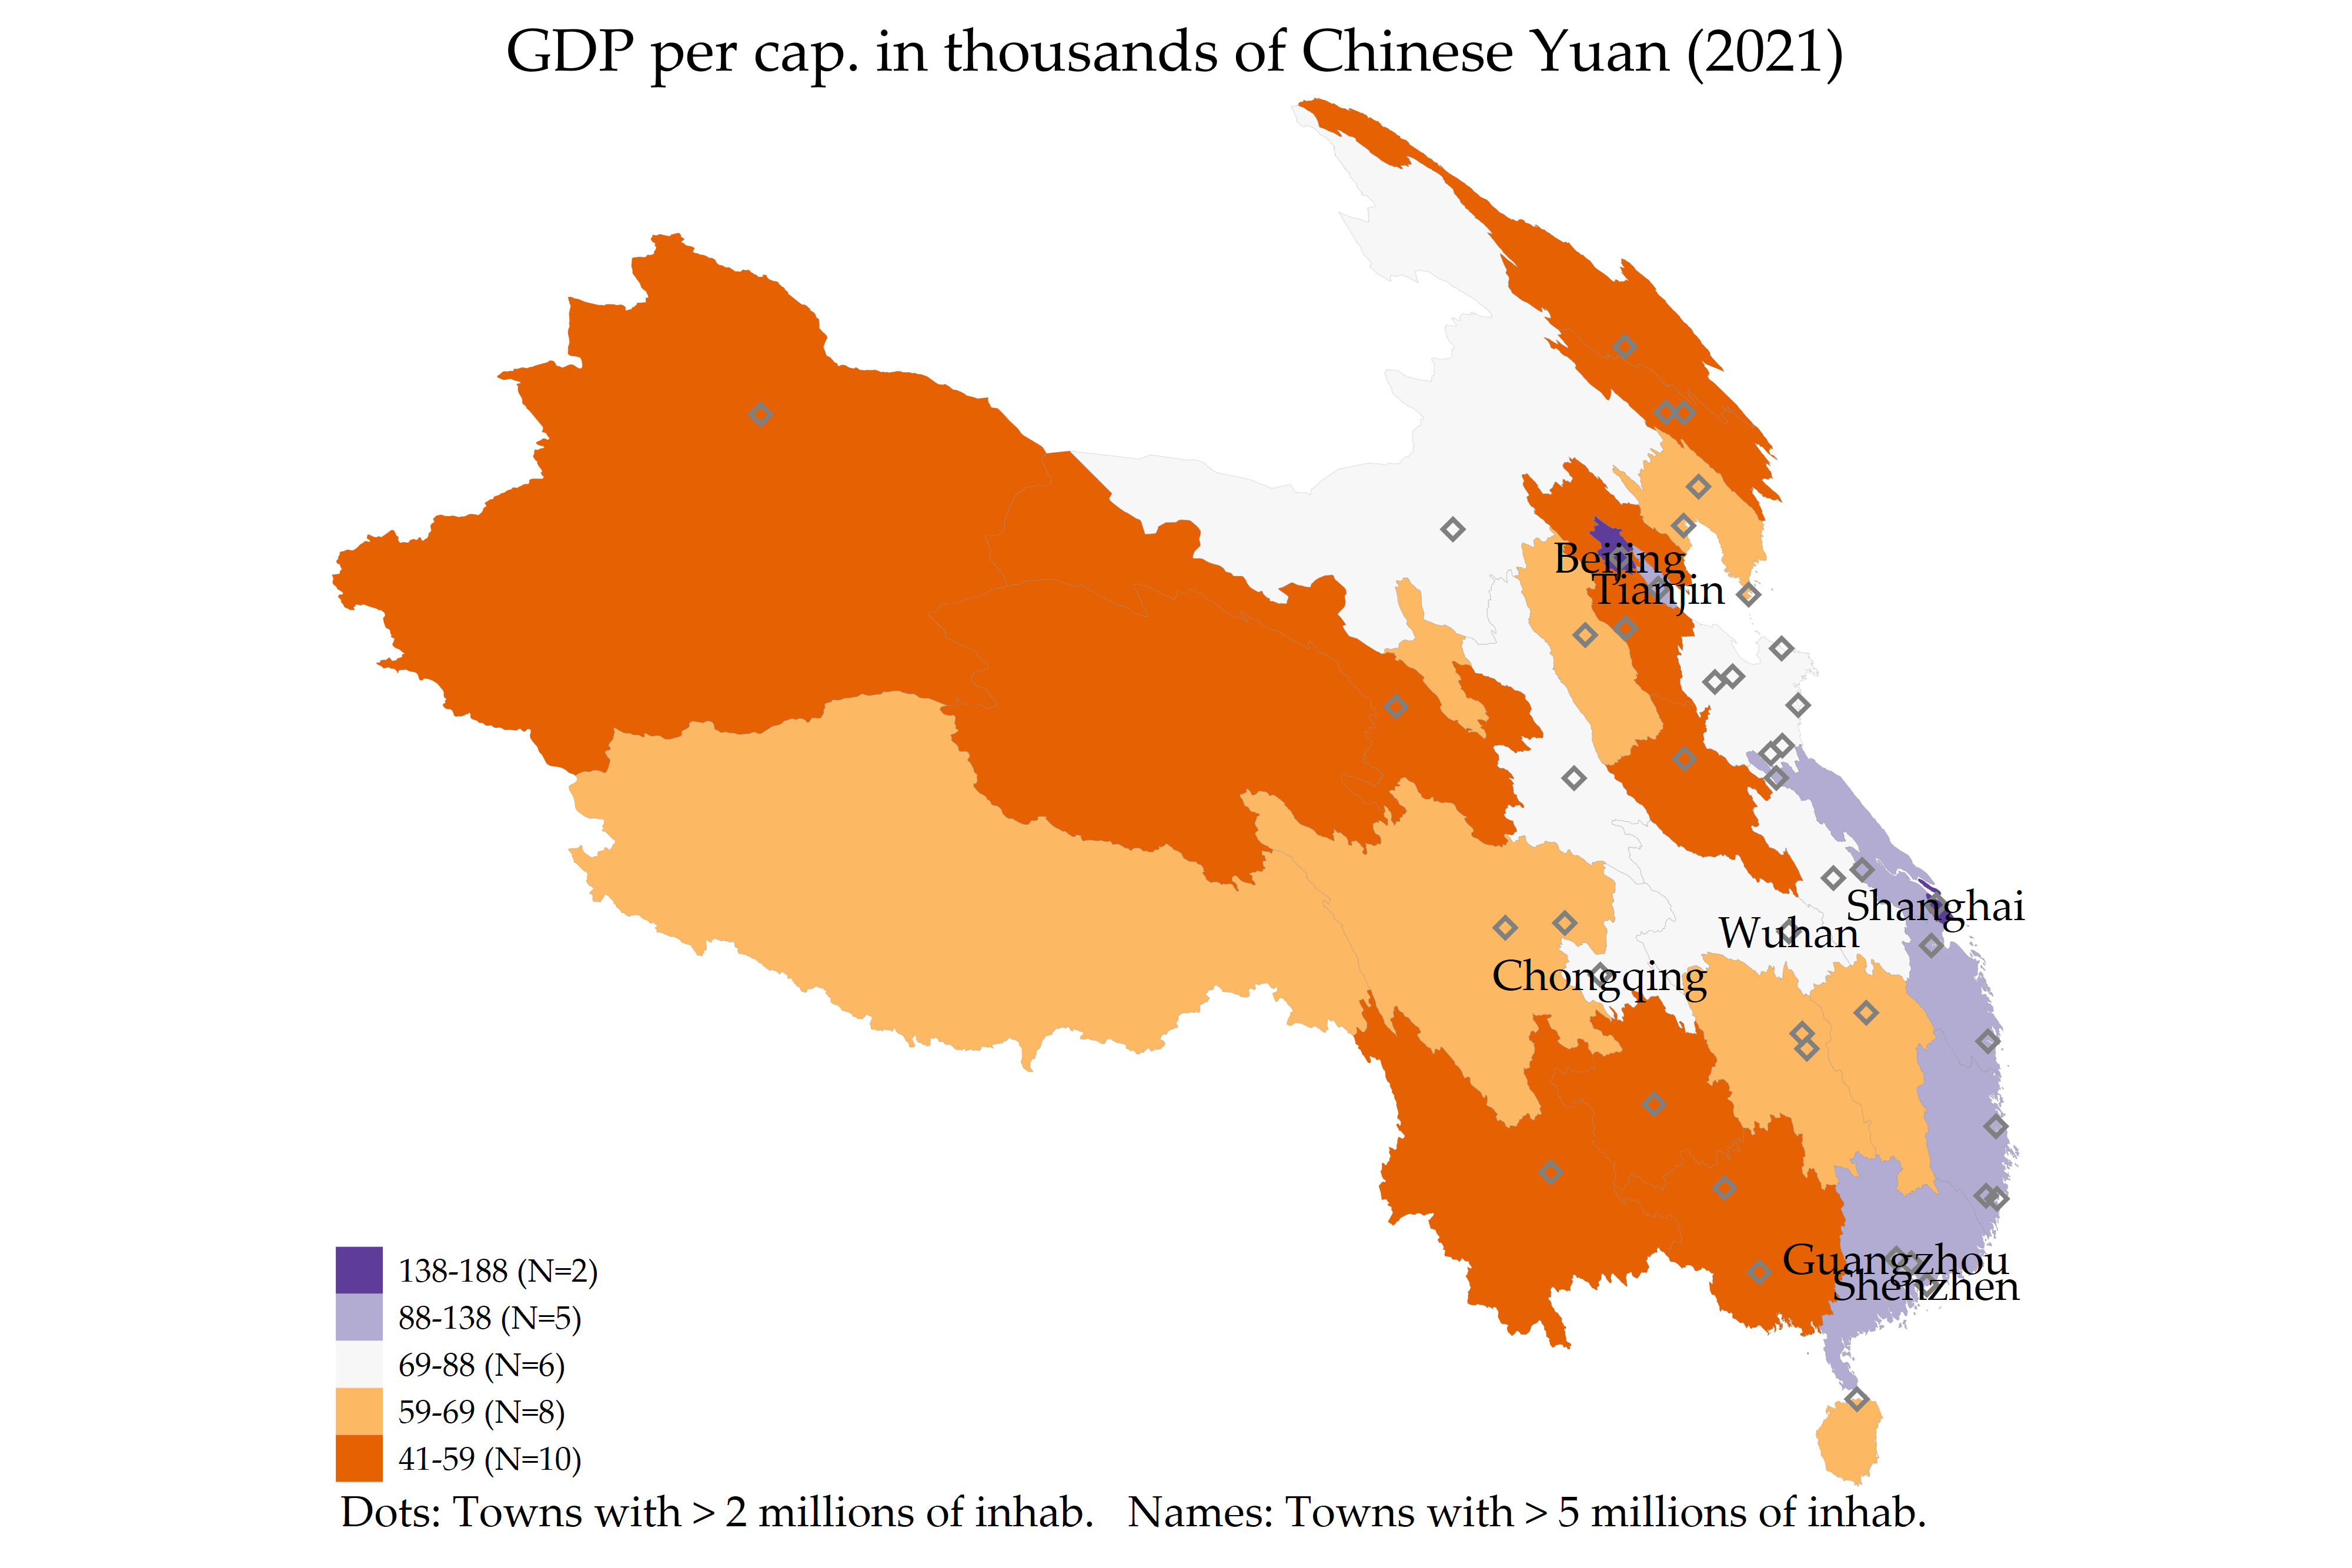 GDP per cap. in thousands of Chinese Yuan (2021)
Beijing
Tianjin
Shanghai
Wuhan
Chongqing
Guangzhou
Shenzhen
138-188 (N=2)
88-138 (N=5)
69-88 (N=6)
59-69 (N=8)
41-59 (N=10)
Dots: Towns with > 2 millions of inhab.   Names: Towns with > 5 millions of inhab.